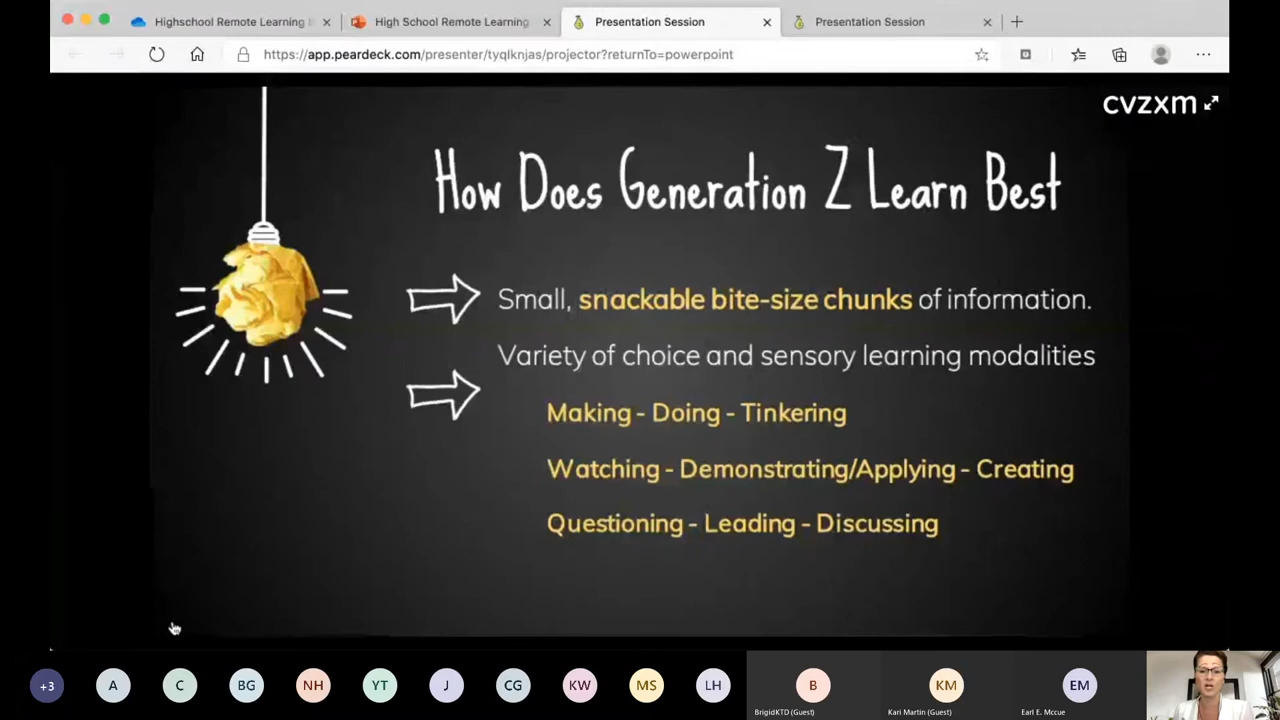 Highschool Remote Learning
High School Remote Learning
Presentation Session
Presentation Session
https://app.peardeck.com/presenter/tyqlknjas/projector?returnTo=powerpoint
cvzxm
How Does Generation Z Learn Best
Small, snackable bite-size chunks of information.
Variety of choice and sensory learning modalities
Making - Doing - Tinkering
Watching - Demonstrating/Applying - Creating
Questioning - Leading - Discussing
+3 A C BG NH YT J CG KW MS LH B KM EM
BrigidKTD (Guest) Kari Martin (Guest) Earl E. Mccue